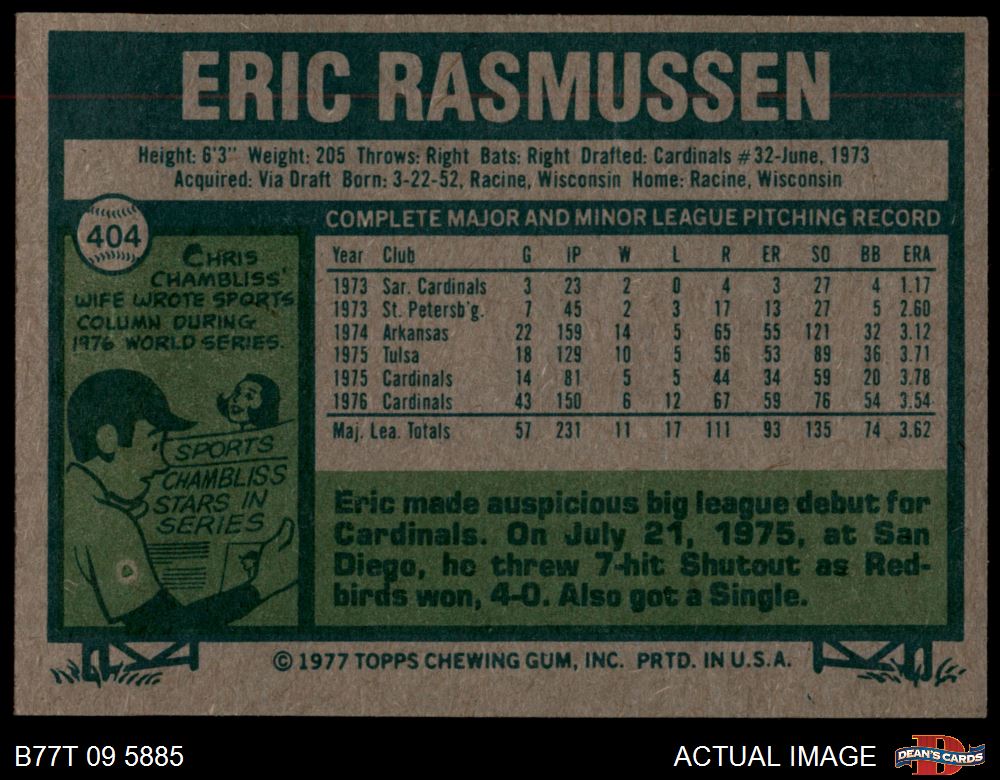 ERIC RASMUSSEN
Height: 6'3" Weight: 205 Throws: Right Bats: Right Drafted: Cardinals #32-June, 1973
Acquired: Via Draft Born: 3-22-52, Racine, Wisconsin Home: Racine, Wisconsin
404
CHRIS
CHAMBLISS'
WIFE WROTE SPORTS
COLUMN DURING
1976 WORLD SERIES.
SPORTS
CHAMBLISS
STARS IN
SERIES
COMPLETE MAJOR AND MINOR LEAGUE PITCHING RECORD
Year Club G IP W L R ER SO BB ERA
1973 Sar. Cardinals 3 23 2 0 4 3 27 4 1.17
1973 St. Petersb'g. 7 45 2 3 17 13 27 5 2.60
1974 Arkansas 22 159 14 5 65 55 121 32 3.12
1975 Tulsa 18 129 10 5 56 53 89 36 3.71
1975 Cardinals 14 81 5 5 44 34 59 20 3.78
1976 Cardinals 43 150 6 12 67 59 76 54 3.54
Maj. Lea. Totals 57 231 11 17 111 93 135 74 3.62
Eric made auspicious big league debut for
Cardinals. On July 21, 1975, at San
Diego, he threw 7-hit Shutout as Red-
birds won, 4-0. Also got a Single.
© 1977 TOPPS CHEWING GUM, INC. PRTD. IN U.S.A.
B77T 09 5885
ACTUAL IMAGE
D
DEAN'S CARDS